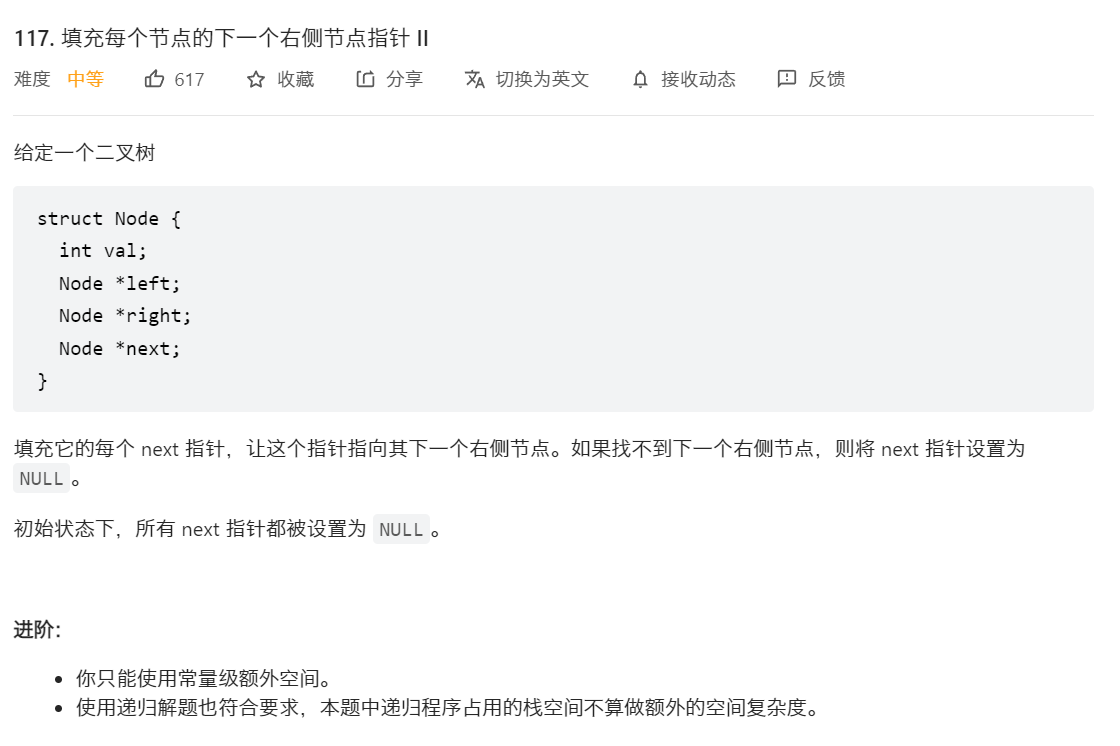 117. 填充每个节点的下一个右侧节点指针 II
难度 中等 617 收藏 分享 切换为英文 接收动态 反馈
给定一个二叉树
struct Node {
  int val;
  Node *left;
  Node *right;
  Node *next;
}
填充它的每个 next 指针，让这个指针指向其下一个右侧节点。如果找不到下一个右侧节点，则将 next 指针设置为
NULL 。
初始状态下，所有 next 指针都被设置为 NULL 。
进阶：
• 你只能使用常量级额外空间。
• 使用递归解题也符合要求，本题中递归程序占用的栈空间不算做额外的空间复杂度。